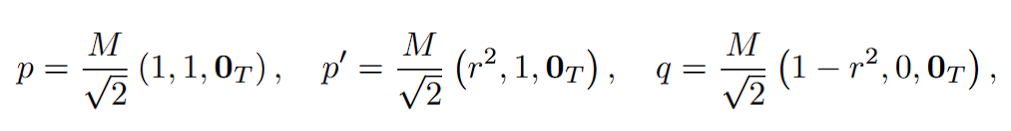 p = \frac{M}{\sqrt{2}} (1, 1, \mathbf{0}_T) , \quad p' = \frac{M}{\sqrt{2}} (r^2, 1, \mathbf{0}_T) , \quad q = \frac{M}{\sqrt{2}} (1 - r^2, 0, \mathbf{0}_T) ,